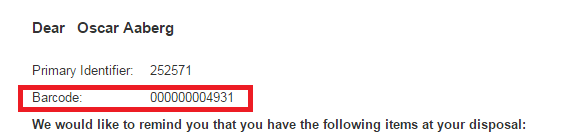 Dear Oscar Aaberg
Primary Identifier: 252571
Barcode: 000000004931
We would like to remind you that you have the following items at your disposal: